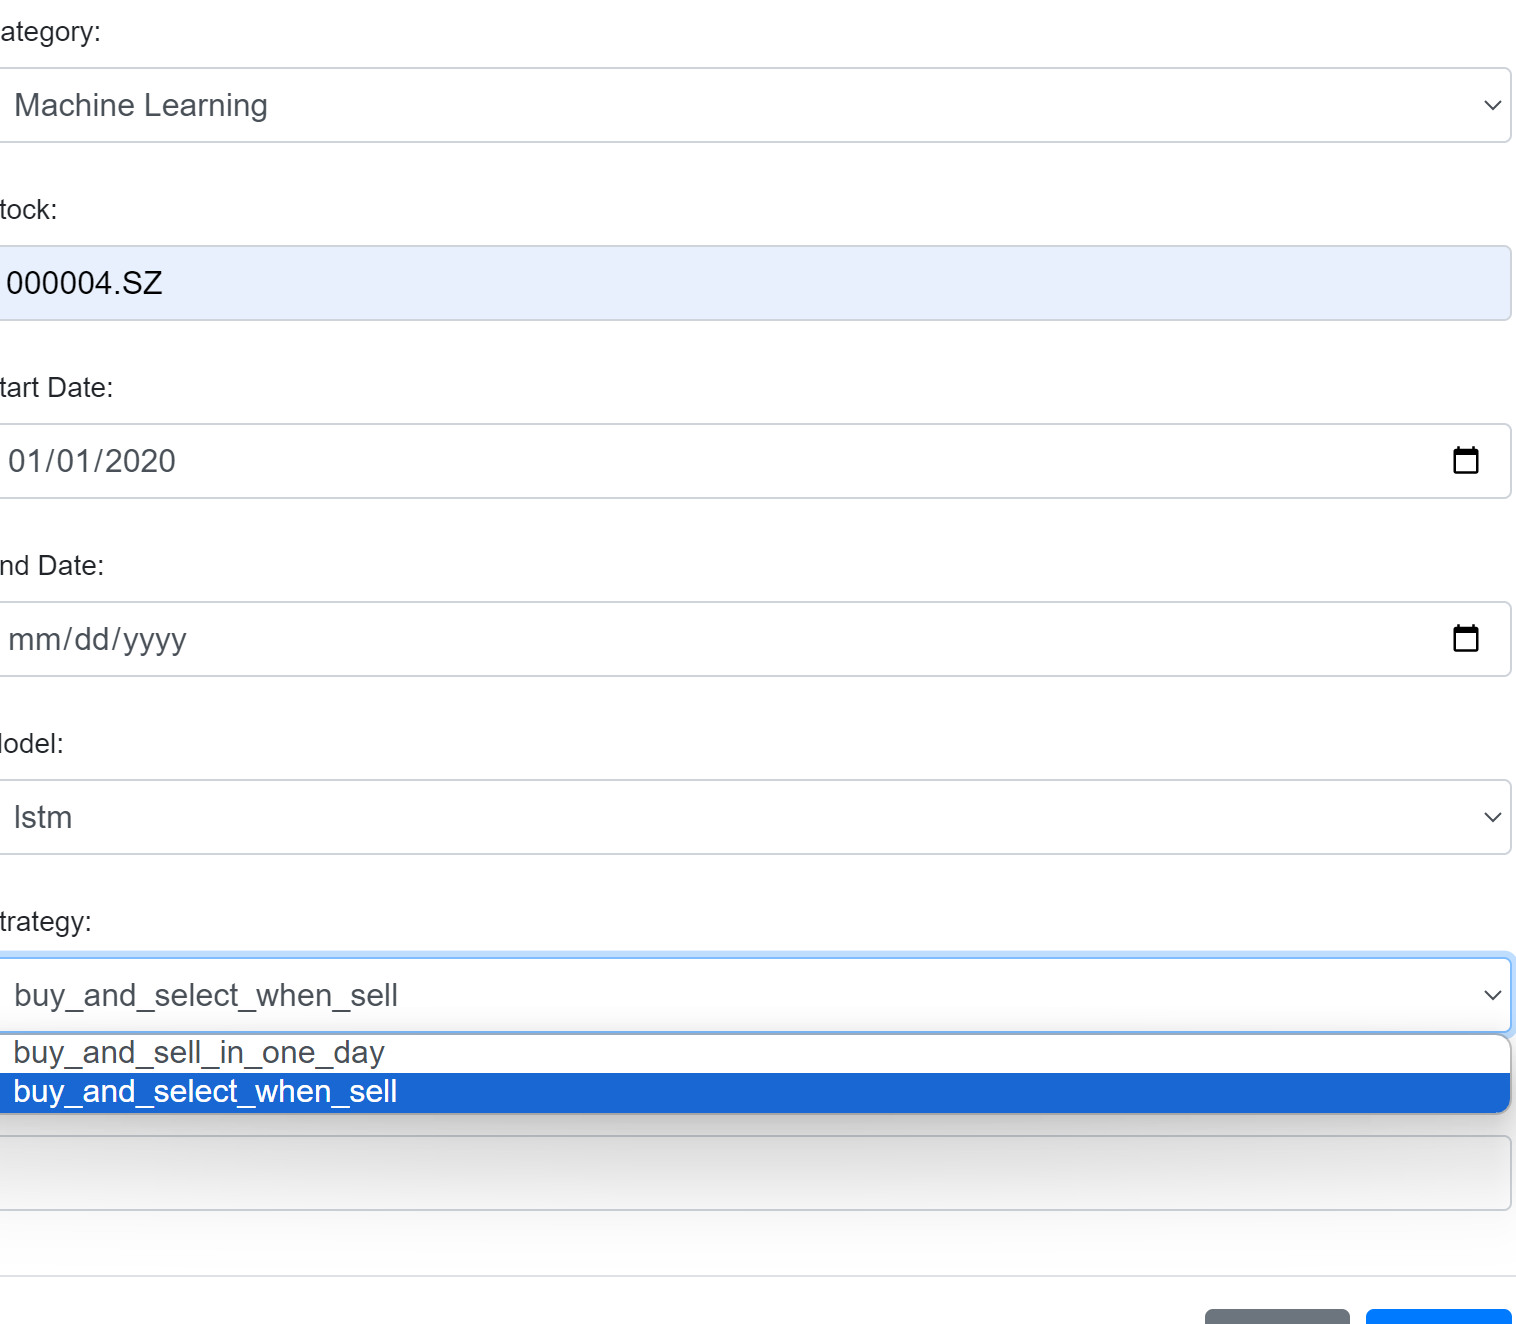 ategory:
Machine Learning
tock:
000004.SZ
tart Date:
01/01/2020
nd Date:
mm/dd/yyyy
odel:
lstm
trategy:
buy_and_select_when_sell
buy_and_sell_in_one_day
buy_and_select_when_sell